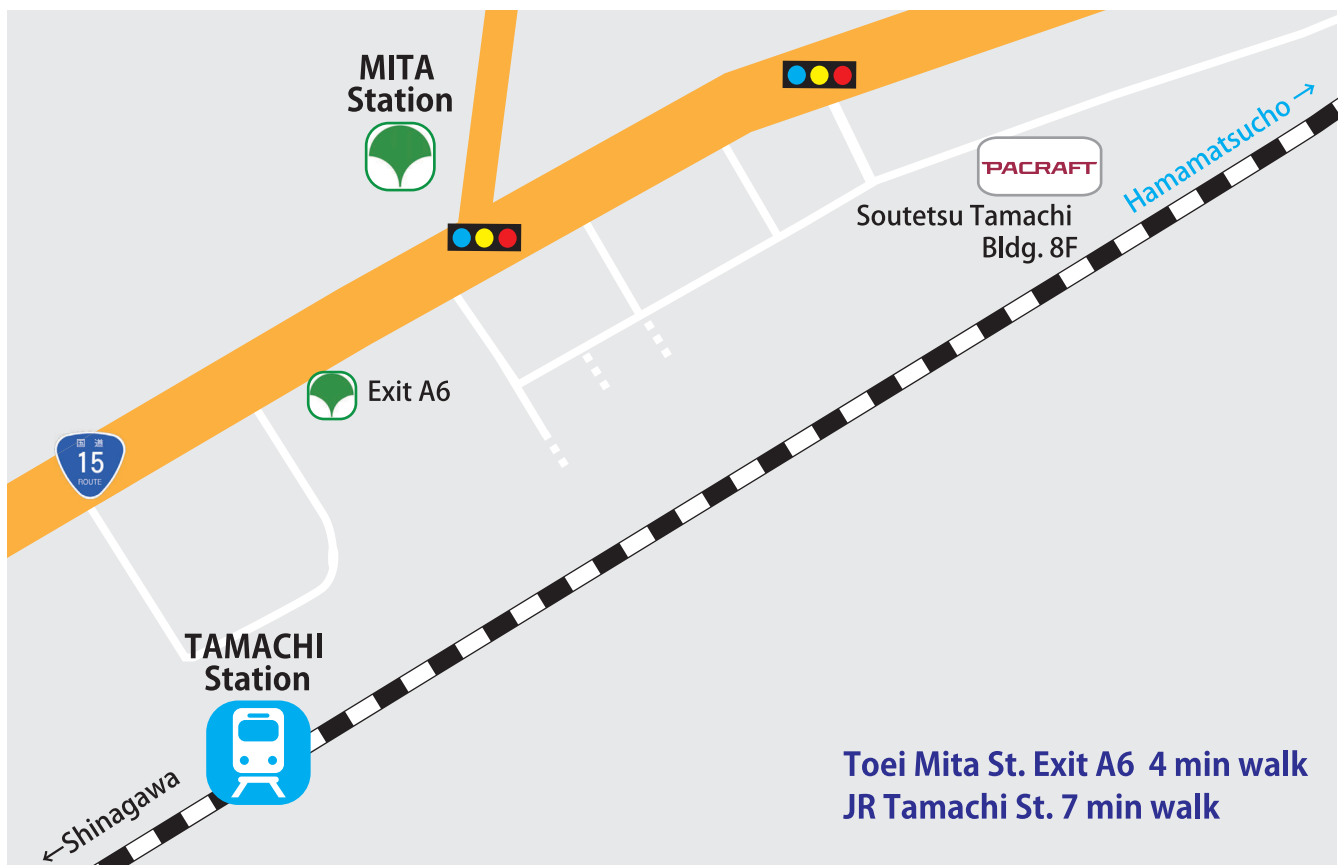 MITA
Station
Hamamatsucho →
PACRAFT
Soutetsu Tamachi
Bldg. 8F
Exit A6
国道
15
ROUTE
TAMACHI
Station
←Shinagawa
Toei Mita St. Exit A6 4 min walk
JR Tamachi St. 7 min walk